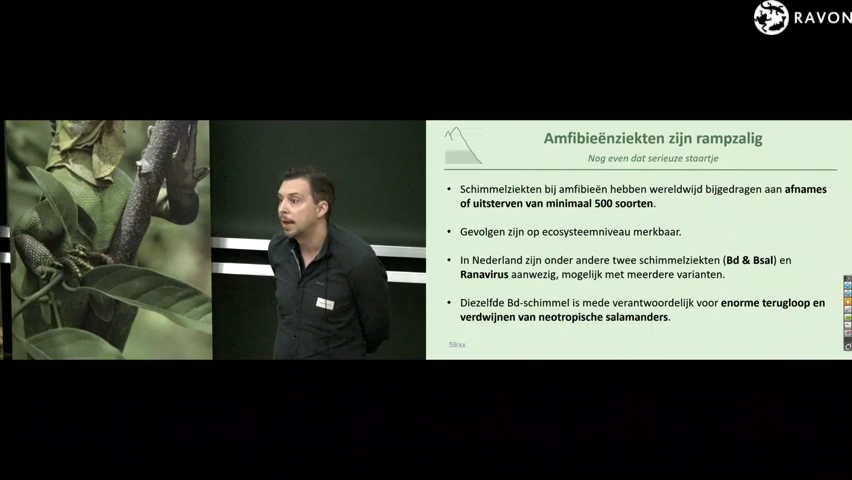 RAVON
Amfibieënziekten zijn rampzalig
Nog even dat serieuze staartje
• Schimmelziekten bij amfibieën hebben wereldwijd bijgedragen aan afnames
of uitsterven van minimaal 500 soorten.
• Gevolgen zijn op ecosysteemniveau merkbaar.
• In Nederland zijn onder andere twee schimmelziekten (Bd & Bsal) en
Ranavirus aanwezig, mogelijk met meerdere varianten.
• Diezelfde Bd-schimmel is mede verantwoordelijk voor enorme terugloop en
verdwijnen van neotropische salamanders.